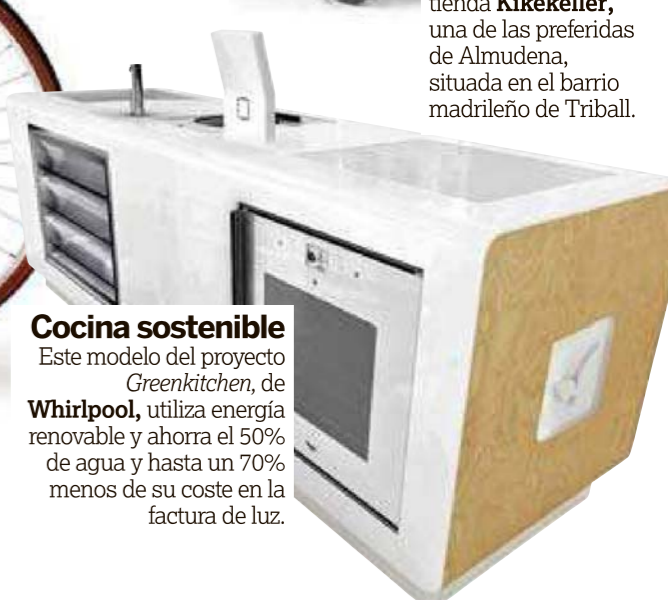 tienda Kikekeller,
una de las preferidas
de Almudena,
situada en el barrio
madrileño de Triball.
Cocina sostenible
Este modelo del proyecto
Greenkitchen, de
Whirlpool, utiliza energía
renovable y ahorra el 50%
de agua y hasta un 70%
menos de su coste en la
factura de luz.